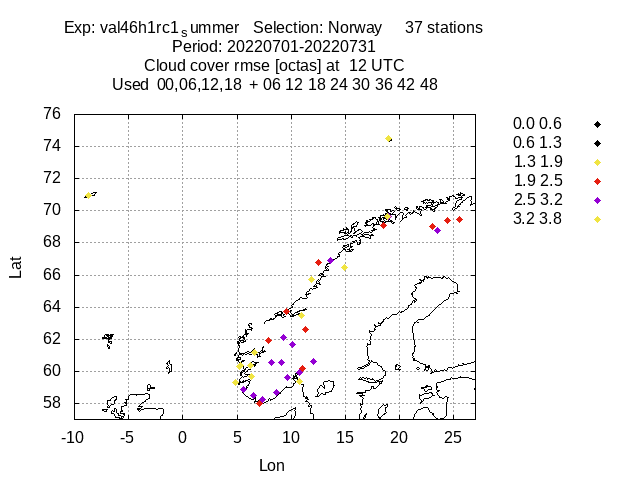 Exp: val46h1rc1summer Selection: Norway 37 stations
Period: 20220701-20220731
Cloud cover rmse [octas] at 12 UTC
Used 00,06,12,18 + 06 12 18 24 30 36 42 48
76
74
72
70
68
66
64
62
60
58
Lat
-10 -5 0 5 10 15 20 25
Lon
0.0 0.6
0.6 1.3
1.3 1.9
1.9 2.5
2.5 3.2
3.2 3.8